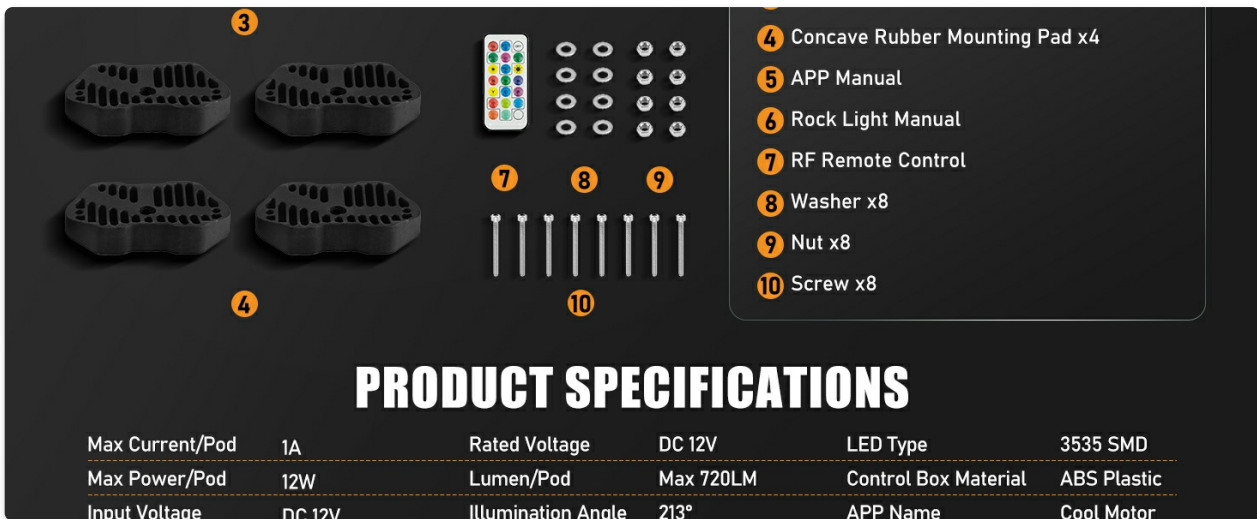 3
4 Concave Rubber Mounting Pad x4
5 APP Manual
6 Rock Light Manual
7 RF Remote Control
8 Washer x8
9 Nut x8
10 Screw x8
7 8 9
4
10
PRODUCT SPECIFICATIONS
Max Current/Pod 1A Rated Voltage DC 12V LED Type 3535 SMD
Max Power/Pod 12W Lumen/Pod Max 720LM Control Box Material ABS Plastic
Input Voltage DC 12V Illumination Angle 213° APP Name Cool Motor